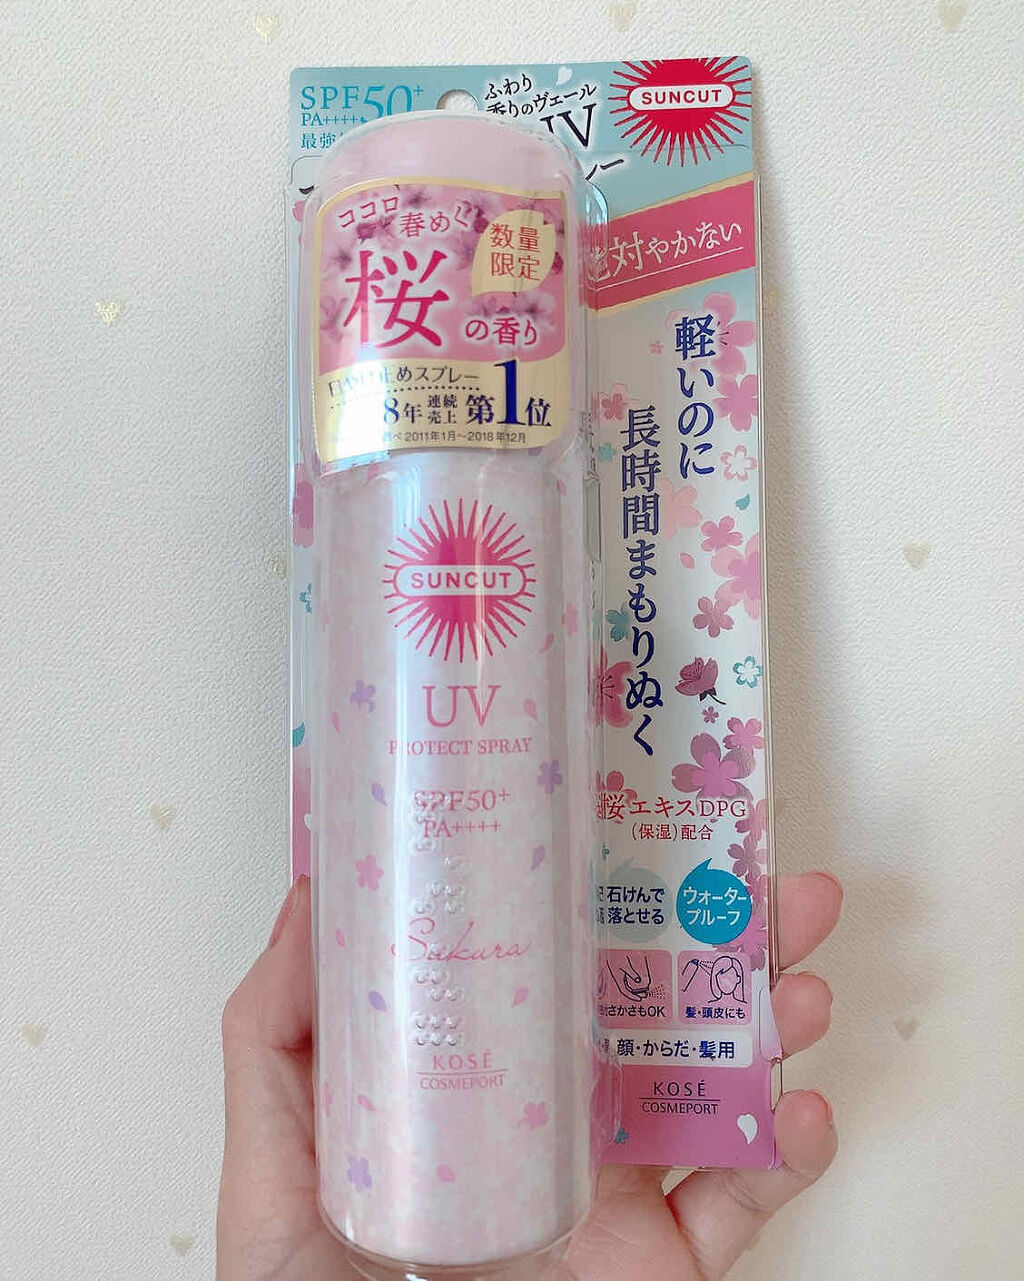 SPF50+
PA++++
最強
ふわり
香りのヴェール
UV
SUNCUT
ココロ春めく
数量
限定
桜の香り
日やけ止めスプレー
8年連続売上第1位
2011年1月～2018年12月
対やかない
軽いのに
長時間まもりぬく
SUNCUT
UV
PROTECT SPRAY
SPF50+
PA++++
Sakura
KOSÉ
COSMEPORT
桜エキスDPG
(保湿)配合
石けんで
落とせる
ウォーター
プルーフ
さかさもOK
髪・頭皮にも
顔・からだ・髪用
KOSÉ
COSMEPORT